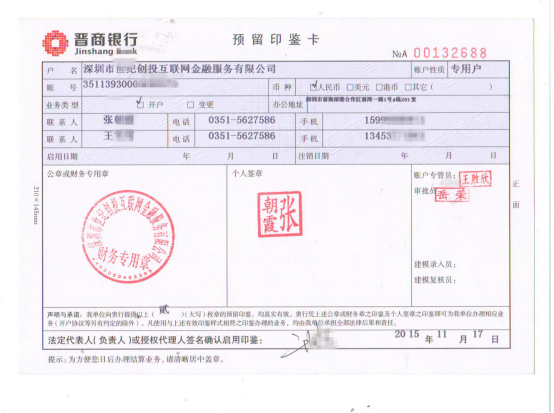 晋商银行
Jinshang Bank
预留印鉴卡
№A 00132688
户 名 深圳市世纪创投互联网金融服务有限公司 账户性质 专用户
账 号 3511393000 币 种 ☑人民币 □美元 □港币 □其它( )
业务类型 ☑开户 □变更 办公地址 深圳市前海深港合作区前湾一路1号A栋201室
联系人 张朝 电话 0351-5627586 手机 1599
联系人 王 电话 0351-5627586 手机 13453
启用日期 年 月 日 注销日期 年 月 日
公章或财务专用章 个人签章 账户专管员: 王胜欣
审批员: 岳荣
深圳市世纪创投互联网金融服务有限公司
财务专用章
张朝霞
建模录入员:
建模复核员:
210×145mm
正面
声明与承诺:我单位向贵行提供以上( 贰 )(大写)枚章的预留印鉴,均真实有效。贵行凭上述公章或财务章之印鉴及个人签章之印鉴即可为我单位办理相应业
务(开户协议等另有约定的除外)。凡使用与上述有效印鉴样式相符之印鉴办理的业务,均由我单位承担全部法律后果和责任。
法定代表人(负责人)或授权代理人签名确认启用印鉴: 2015 年 11 月 17 日
提示:为方便您日后办理结算业务,请清晰居中盖章。